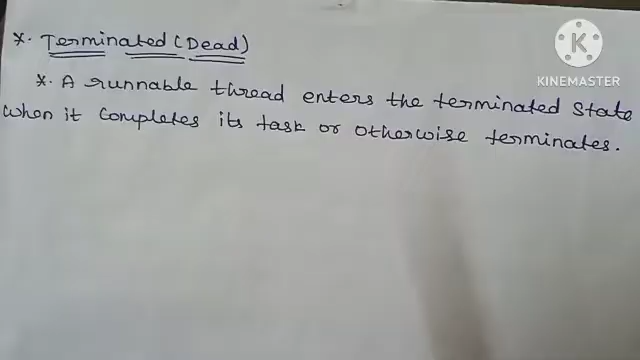 *. Terminated (Dead)
*. A runnable thread enters the terminated state
when it completes its task or otherwise terminates.
K
KINEMASTER